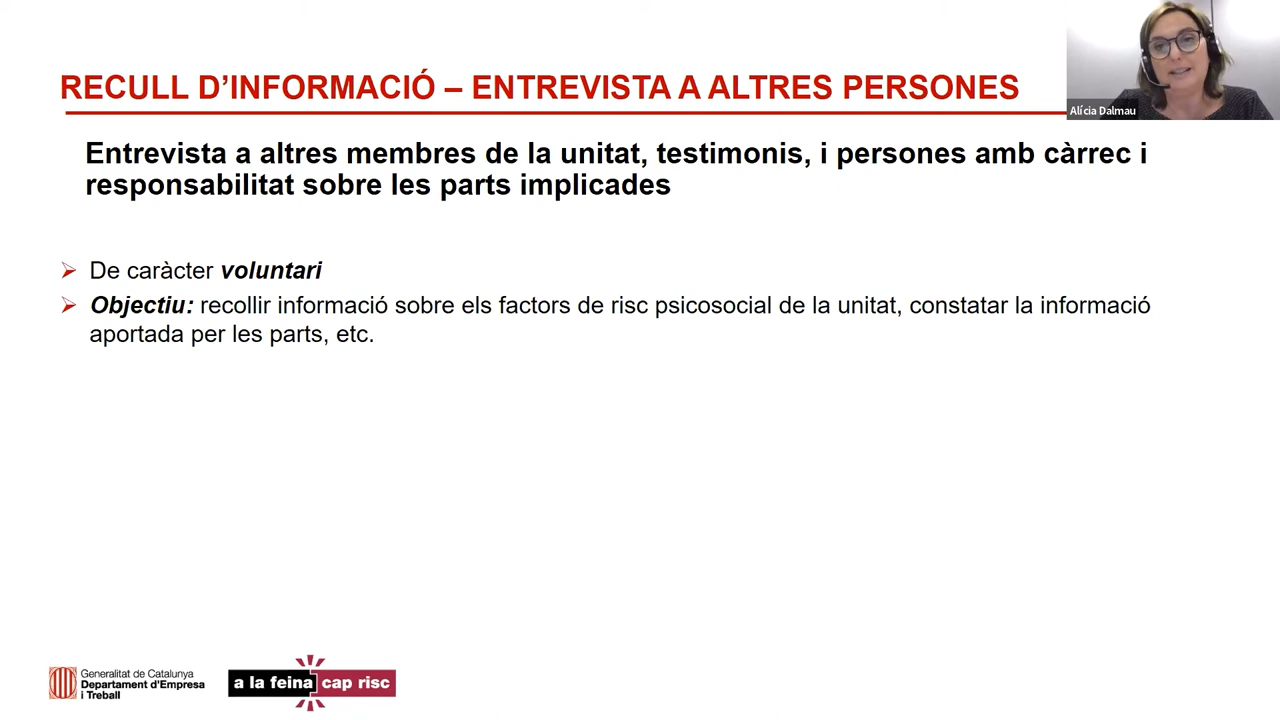 RECULL D’INFORMACIÓ – ENTREVISTA A ALTRES PERSONES
Alícia Dalmau
Entrevista a altres membres de la unitat, testimonis, i persones amb càrrec i
responsabilitat sobre les parts implicades
De caràcter voluntari
Objectiu: recollir informació sobre els factors de risc psicosocial de la unitat, constatar la informació
aportada per les parts, etc.
Generalitat de Catalunya
Departament d’Empresa
i Treball
a la feina cap risc